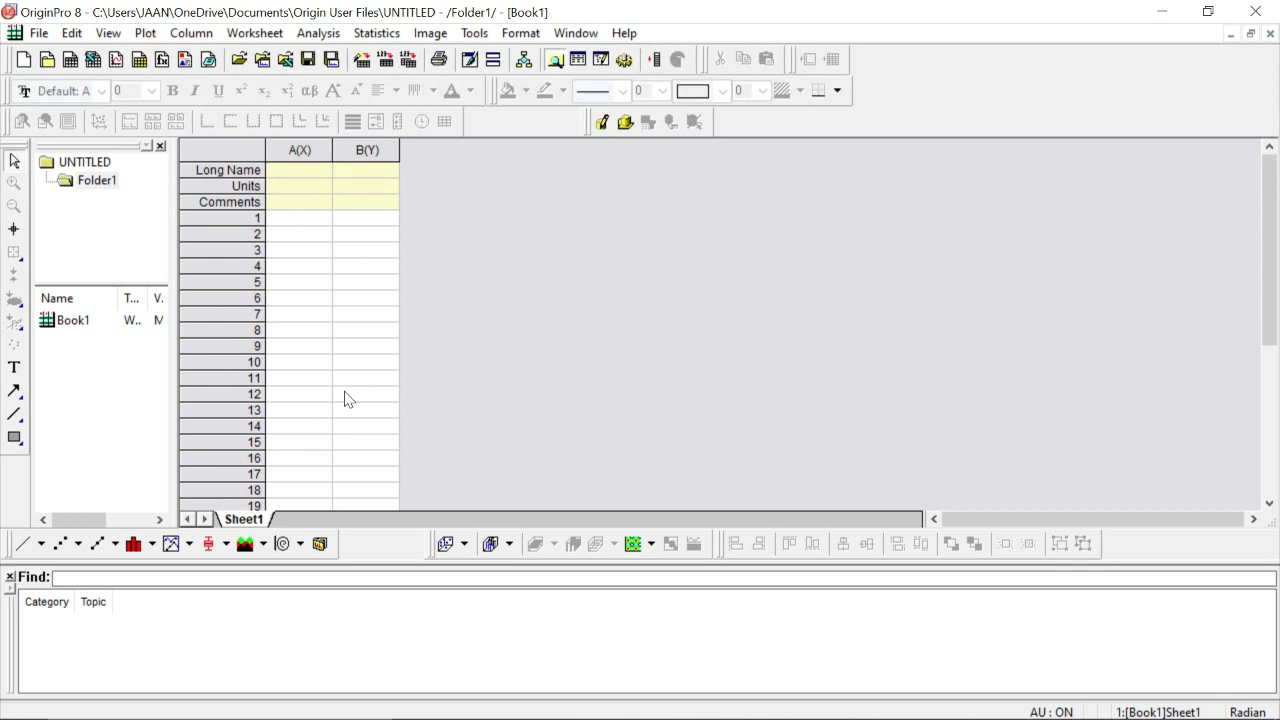 OriginPro 8 - C:\Users\JAAN\OneDrive\Documents\Origin User Files\UNTITLED - /Folder1/ - [Book1]
File Edit View Plot Column Worksheet Analysis Statistics Image Tools Format Window Help
Default: A 0 B I U x² x₂ αβ A A A 0 0
UNTITLED
Folder1
Name T... V.
Book1 W.. M
A(X) B(Y)
Long Name
Units
Comments
1
2
3
4
5
6
7
8
9
10
11
12
13
14
15
16
17
18
19
T
Sheet1
Find:
Category Topic
AU : ON 1:[Book1]Sheet1 Radian